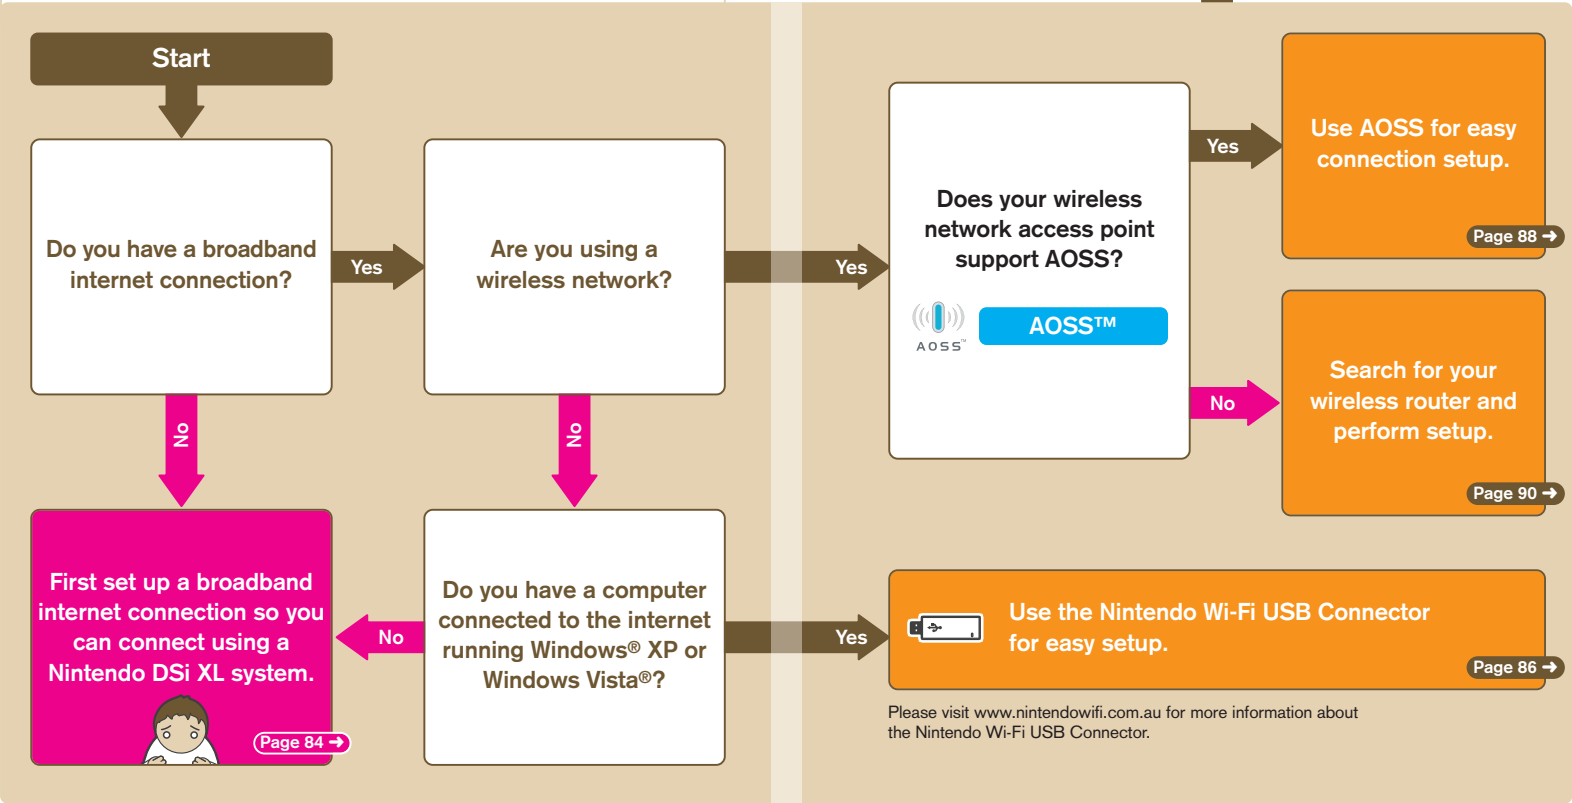 Start
Do you have a broadband
internet connection?
Yes
Are you using a
wireless network?
Yes
Does your wireless
network access point
support AOSS?
AOSS™
AOSS™
Yes
Use AOSS for easy
connection setup.
Page 88 ➜
No
Search for your
wireless router and
perform setup.
Page 90 ➜
No
No
First set up a broadband
internet connection so you
can connect using a
Nintendo DSi XL system.
Page 84 ➜
No
Do you have a computer
connected to the internet
running Windows® XP or
Windows Vista®?
Yes
Use the Nintendo Wi-Fi USB Connector
for easy setup.
Page 86 ➜
Please visit www.nintendowifi.com.au for more information about
the Nintendo Wi-Fi USB Connector.